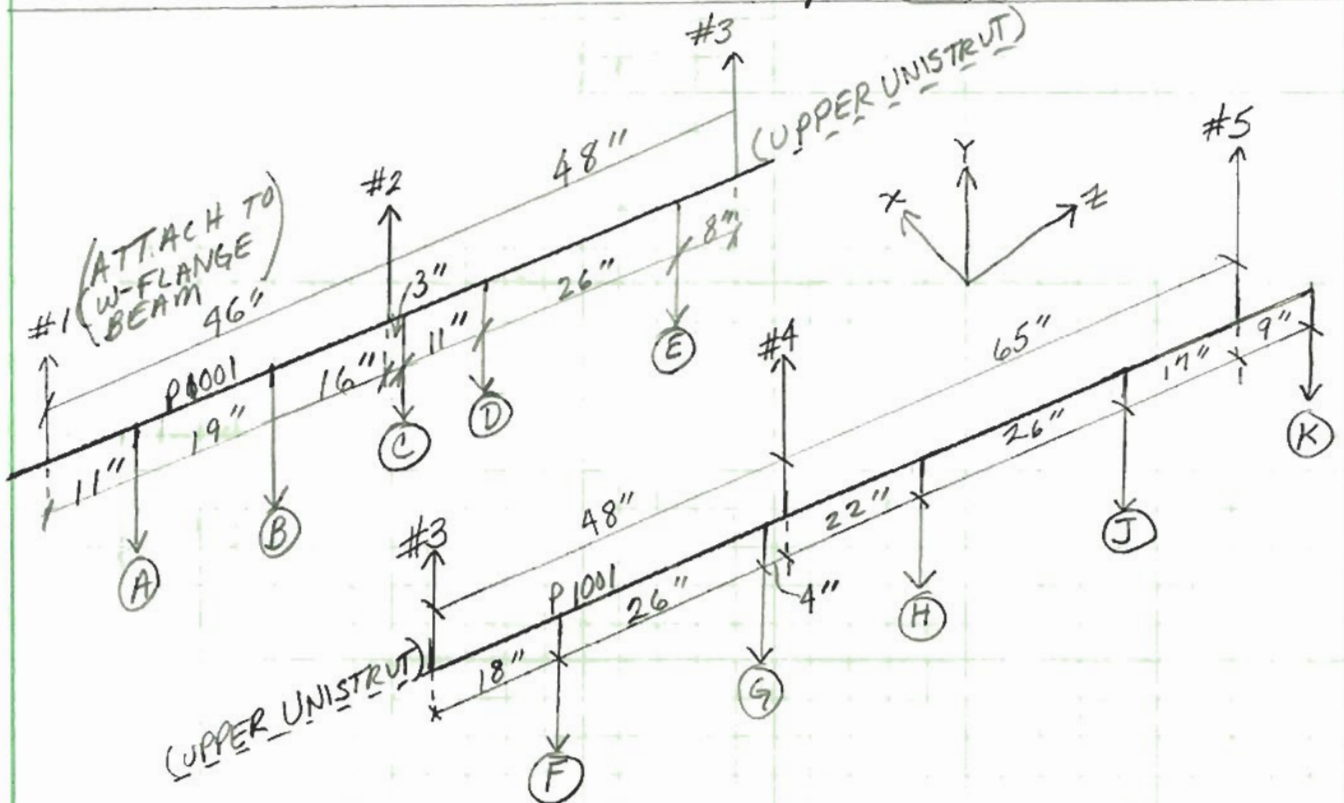 #3
(UPPER UNISTRUT)
48"
#2
(ATTACH TO
W-FLANGE
BEAM)
#1
46"
3"
26"
8"
11"
16"
P1001
19"
11"
A
B
C
D
E
Y
X
Z
#5
65"
#4
9"
17"
26"
K
48"
22"
J
#3
P1001
26"
4"
H
18"
G
(UPPER UNISTRUT)
F